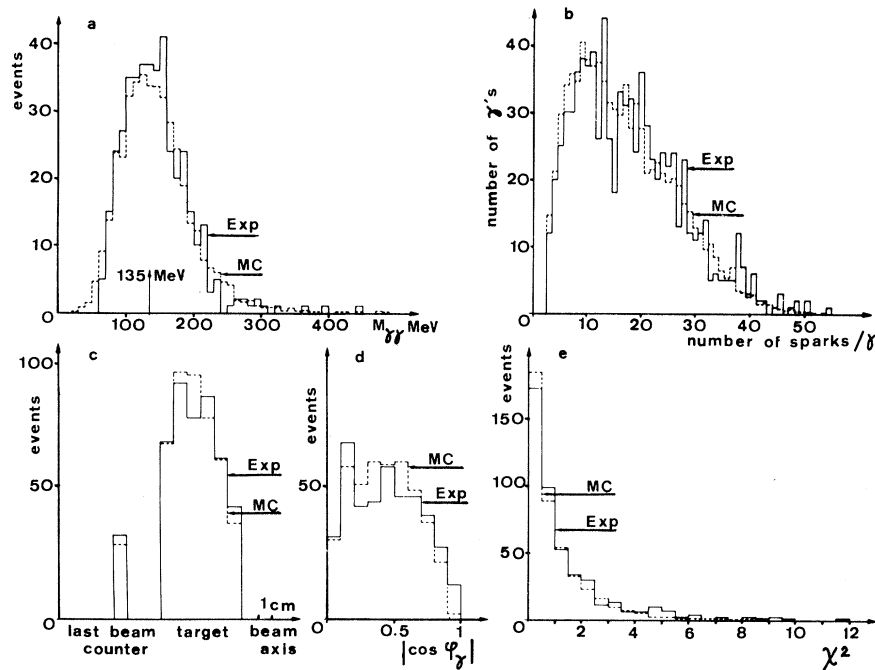 a
events
40
30
20
10
0
135 MeV
Exp
MC
100
200
300
400
M γγ MeV
b
number of γ's
40
30
20
10
0
Exp
MC
10
20
30
40
50
number of sparks/γ
c
events
100
50
0
Exp
MC
1cm
last beam counter
target
beam axis
d
events
50
0
MC
Exp
0.5
1
|cos φγ|
e
events
150
100
50
0
MC
Exp
2
4
6
8
10
12
χ²